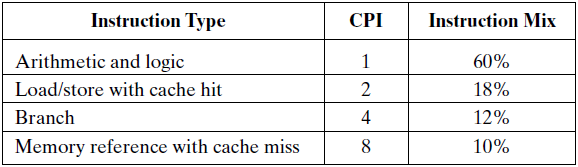 Instruction Type CPI Instruction Mix
Arithmetic and logic 1 60%
Load/store with cache hit 2 18%
Branch 4 12%
Memory reference with cache miss 8 10%